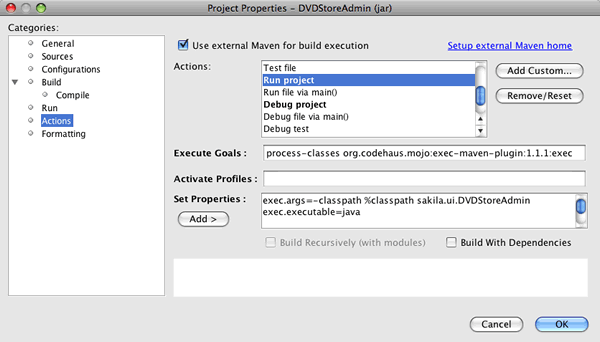 Project Properties - DVDStoreAdmin (jar)
Categories:
General
Sources
Configurations
Build
Compile
Run
Actions
Formatting
Use external Maven for build execution
Setup external Maven home
Actions:
Test file
Run project
Run file via main()
Debug project
Debug file via main()
Debug test
Add Custom...
Remove/Reset
Execute Goals : process-classes org.codehaus.mojo:exec-maven-plugin:1.1.1:exec
Activate Profiles :
Set Properties : exec.args=-classpath %classpath sakila.ui.DVDStoreAdmin
exec.executable=java
Add >
Build Recursively (with modules)
Build With Dependencies
Cancel
OK